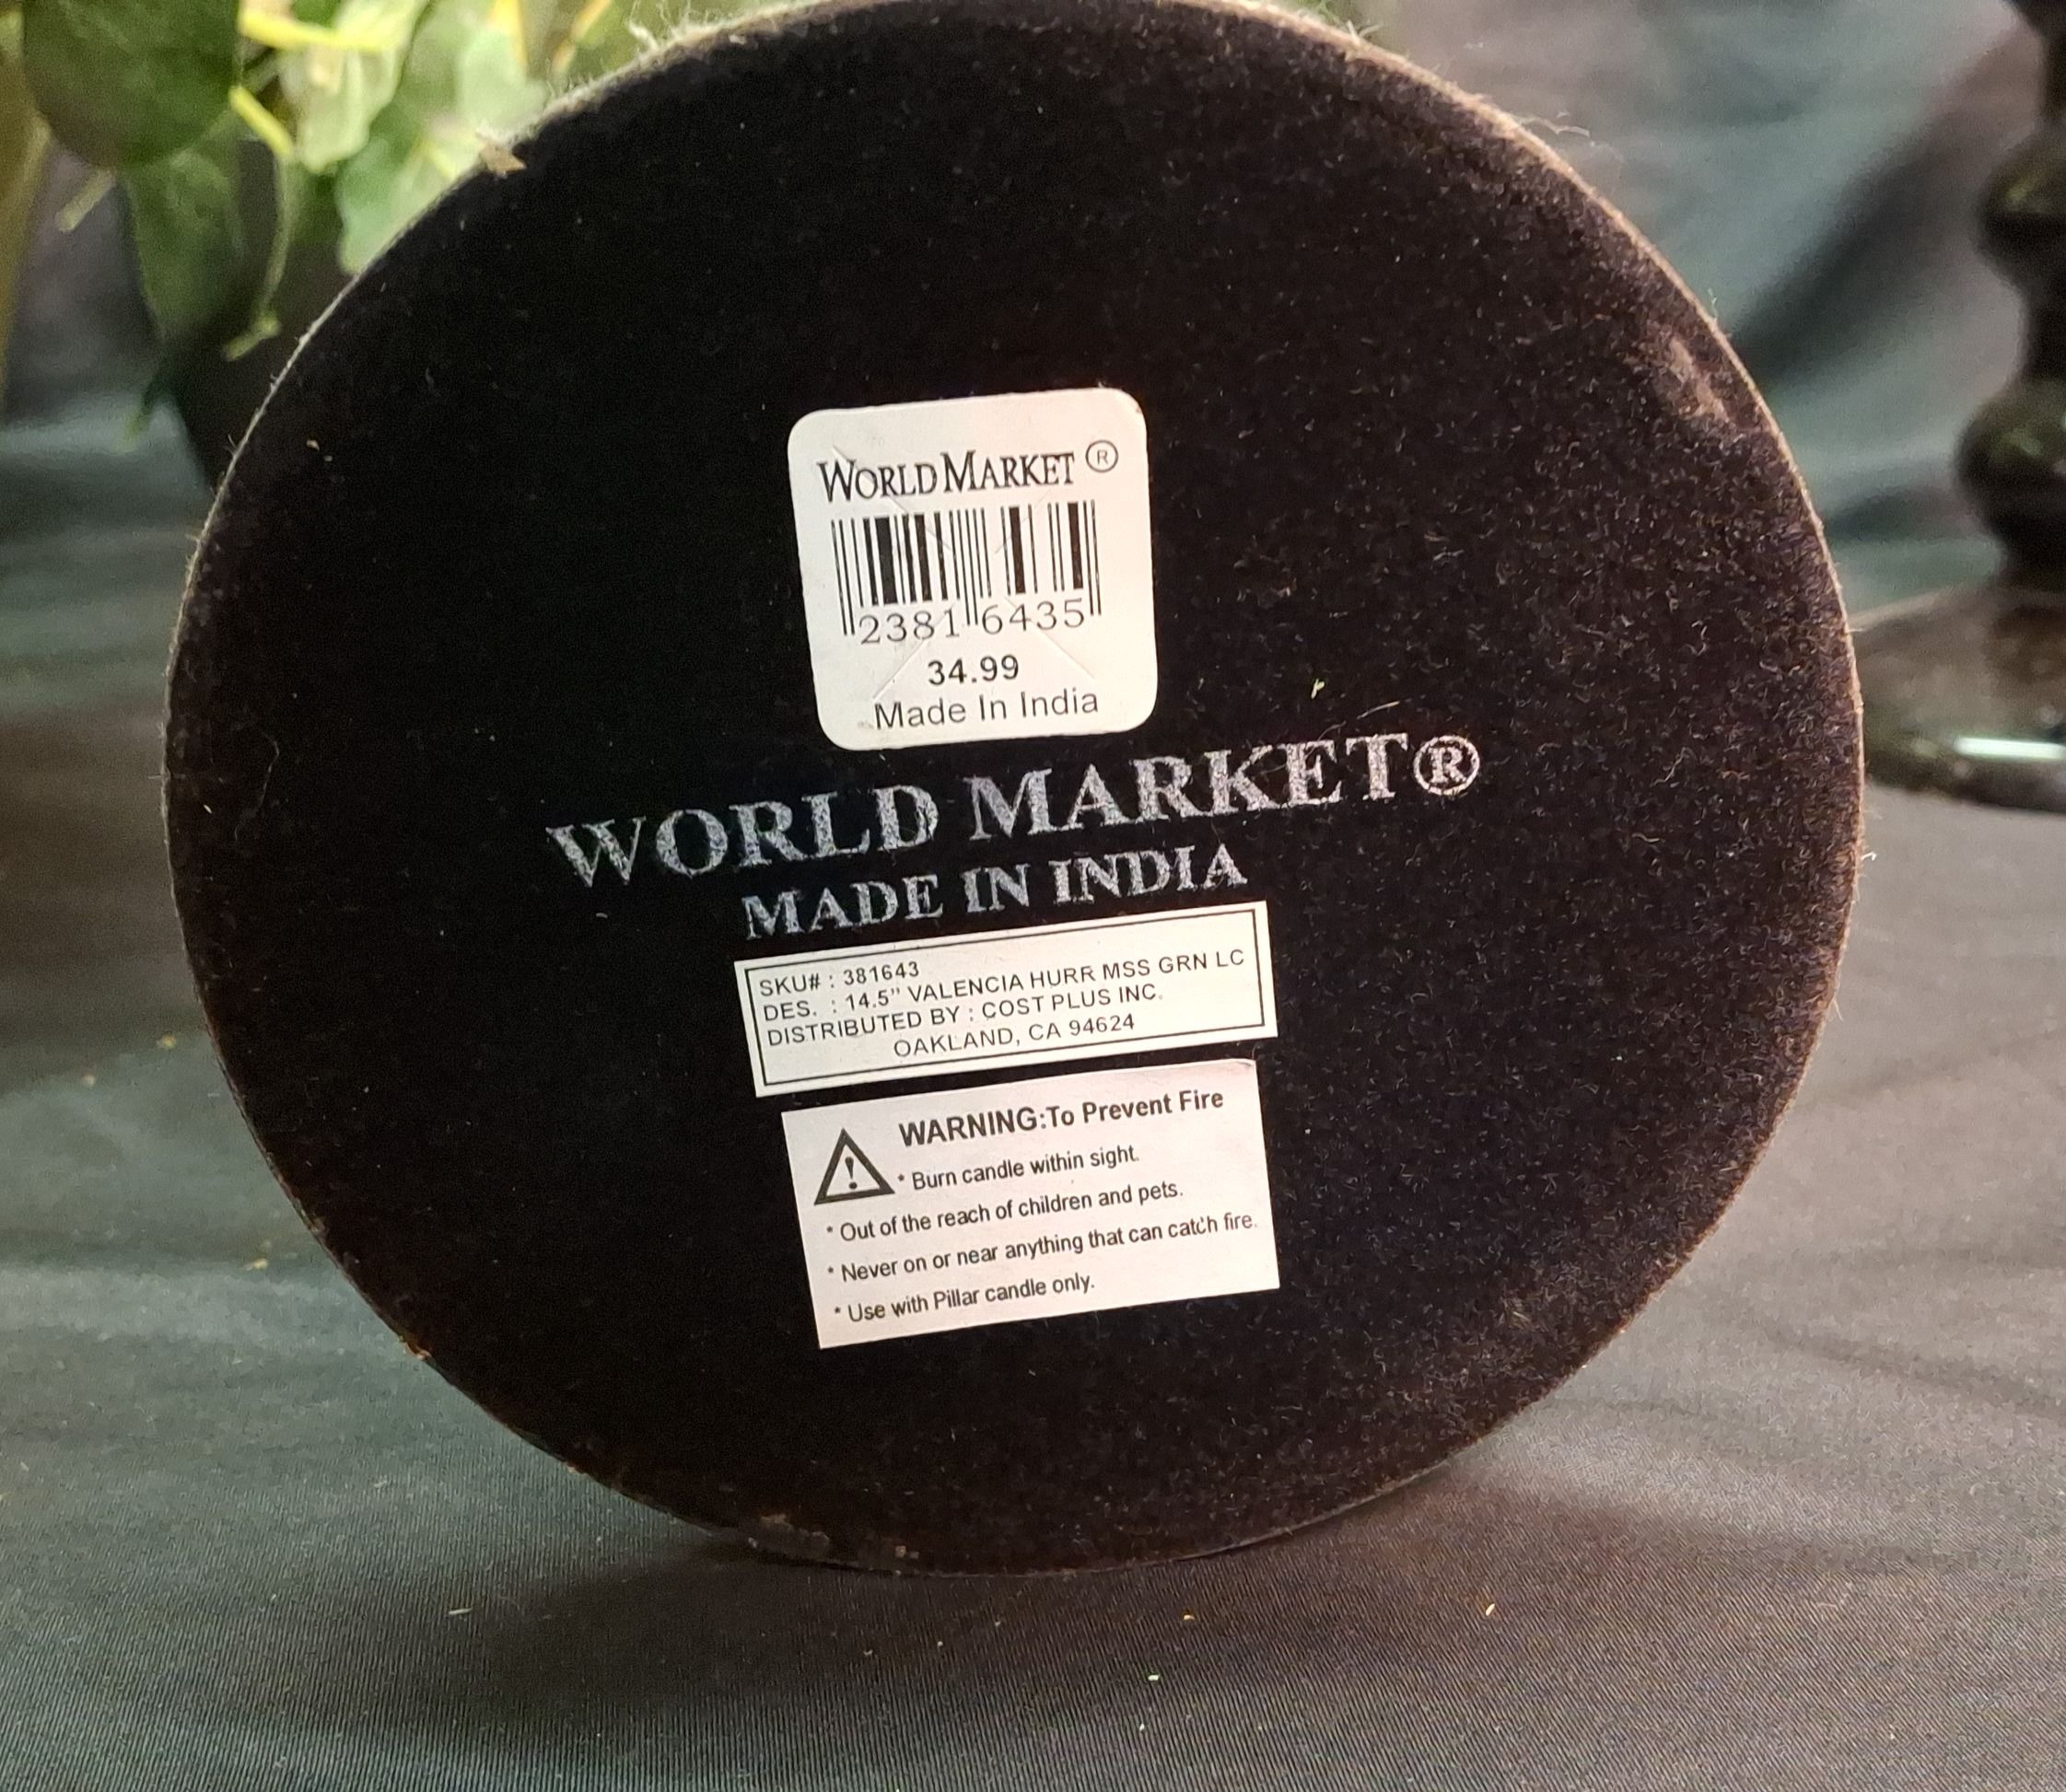 WORLD MARKET ®
2381 6435
34.99
Made In India
WORLD MARKET®
MADE IN INDIA
SKU# : 381643
DES. : 14.5" VALENCIA HURR MSS GRN LC
DISTRIBUTED BY : COST PLUS INC.
OAKLAND, CA 94624
WARNING:To Prevent Fire
* Burn candle within sight.
* Out of the reach of children and pets.
* Never on or near anything that can catch fire.
* Use with Pillar candle only.